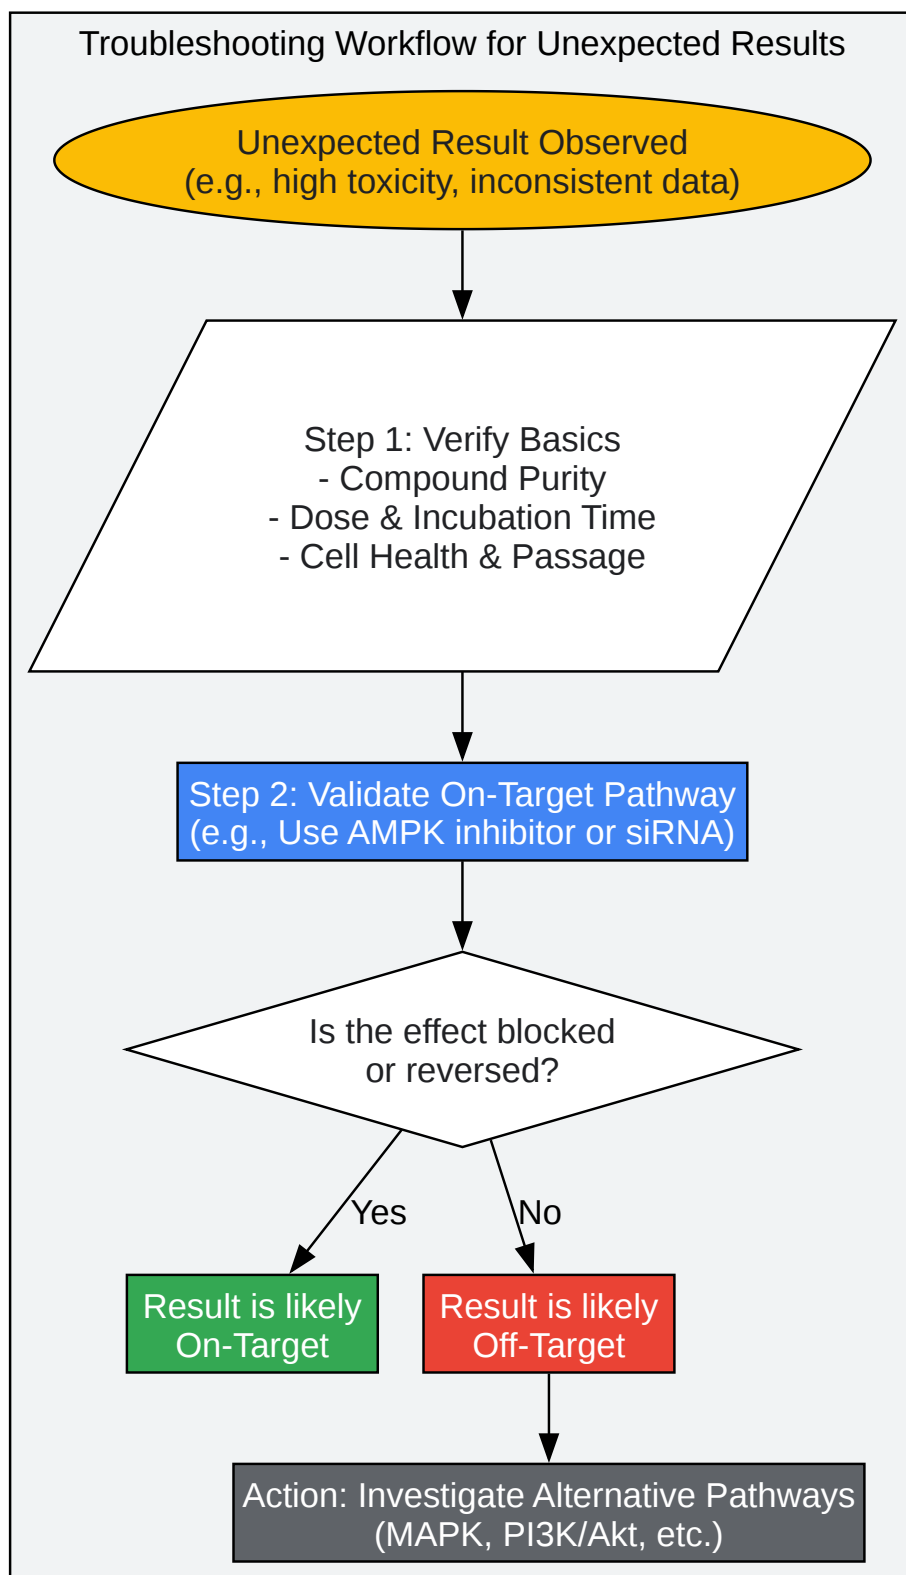 Troubleshooting Workflow for Unexpected Results
Unexpected Result Observed
(e.g., high toxicity, inconsistent data)
Step 1: Verify Basics
- Compound Purity
- Dose & Incubation Time
- Cell Health & Passage
Step 2: Validate On-Target Pathway
(e.g., Use AMPK inhibitor or siRNA)
Is the effect blocked
or reversed?
Yes
No
Result is likely
On-Target
Result is likely
Off-Target
Action: Investigate Alternative Pathways
(MAPK, PI3K/Akt, etc.)